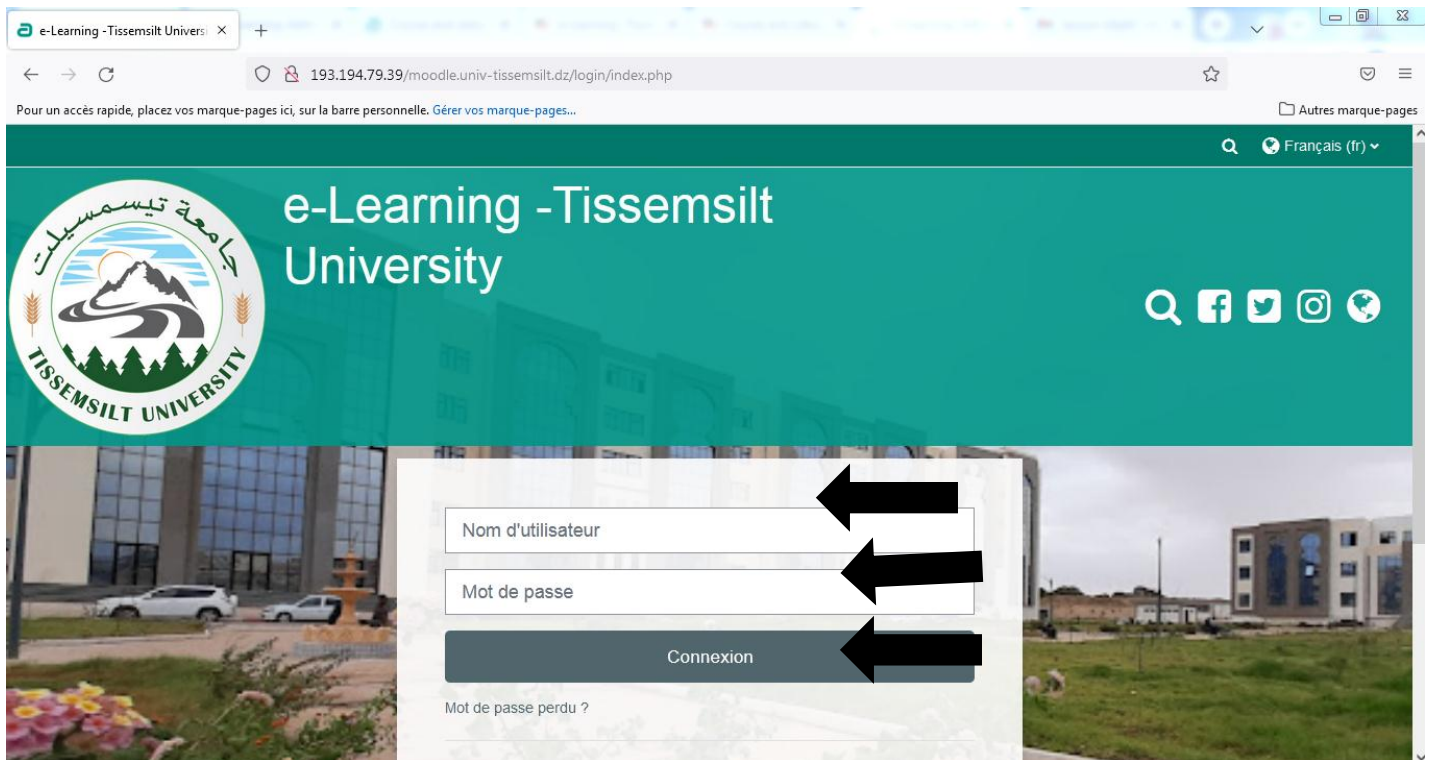 e-Learning -Tissemsilt Univers
193.194.79.39/moodle.univ-tissemsilt.dz/login/index.php
Pour un accès rapide, placez vos marque-pages ici, sur la barre personnelle. Gérer vos marque-pages...
Autres marque-pages
Français (fr)
جامعة تيسمسيلت
TISSEMSILT UNIVERSITY
e-Learning -Tissemsilt
University
Nom d'utilisateur
Mot de passe
Connexion
Mot de passe perdu ?